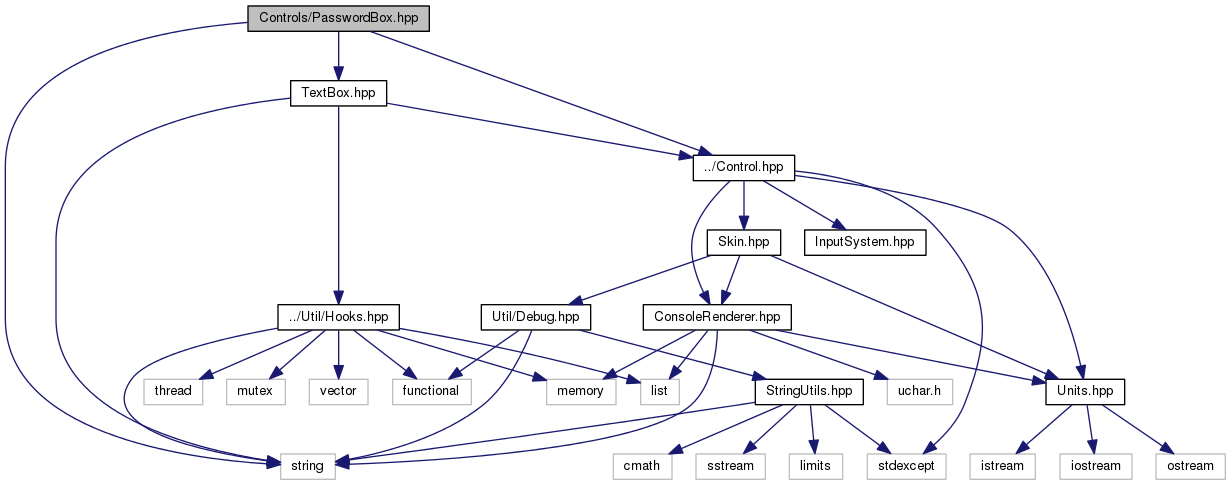 Controls/PasswordBox.hpp
TextBox.hpp
../Control.hpp
Skin.hpp
InputSystem.hpp
../Util/Hooks.hpp
Util/Debug.hpp
ConsoleRenderer.hpp
thread
mutex
vector
functional
memory
list
StringUtils.hpp
uchar.h
Units.hpp
string
cmath
sstream
limits
stdexcept
istream
iostream
ostream